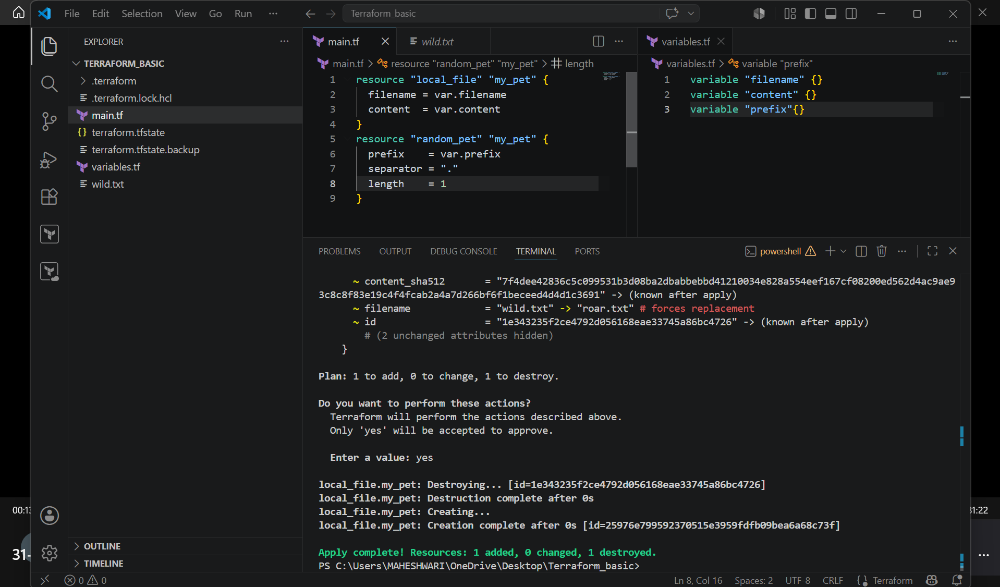 File Edit Selection View Go Run ··· Terraform_basic
EXPLORER ···
TERRAFORM_BASIC
.terraform
.terraform.lock.hcl
main.tf
{} terraform.tfstate
terraform.tfstate.backup
variables.tf
wild.txt
OUTLINE
TIMELINE
main.tf wild.txt ···
main.tf > resource "random_pet" "my_pet" > # length
1 resource "local_file" "my_pet" {
2 filename = var.filename
3 content = var.content
4 }
5 resource "random_pet" "my_pet" {
6 prefix = var.prefix
7 separator = "."
8 length = 1
9 }
variables.tf ···
variables.tf > variable "prefix"
1 variable "filename" {}
2 variable "content" {}
3 variable "prefix"{}
PROBLEMS OUTPUT DEBUG CONSOLE TERMINAL PORTS powershell ···
~ content_sha512 = "7f4dee42836c5c099531b3d08ba2dbabbebbd41210034e828a554eef167cf08200ed562d4ac9ae9
3c8c8f83e19c4f4fcab2a4a7d266bf6f1beceed4d4d1c3691" -> (known after apply)
~ filename = "wild.txt" -> "roar.txt" # forces replacement
~ id = "1e343235f2ce4792d056168eae33745a86bc4726" -> (known after apply)
# (2 unchanged attributes hidden)
}
Plan: 1 to add, 0 to change, 1 to destroy.
Do you want to perform these actions?
Terraform will perform the actions described above.
Only 'yes' will be accepted to approve.
Enter a value: yes
local_file.my_pet: Destroying... [id=1e343235f2ce4792d056168eae33745a86bc4726]
local_file.my_pet: Destruction complete after 0s
local_file.my_pet: Creating...
local_file.my_pet: Creation complete after 0s [id=25976e799592370515e3959fdfb09bea6a68c73f]
Apply complete! Resources: 1 added, 0 changed, 1 destroyed.
PS C:\Users\MAHESHWARI\OneDrive\Desktop\Terraform_basic>
0 0 Ln 8, Col 16 Spaces: 2 UTF-8 CRLF {} Terraform
00:1
31:22
31-
···